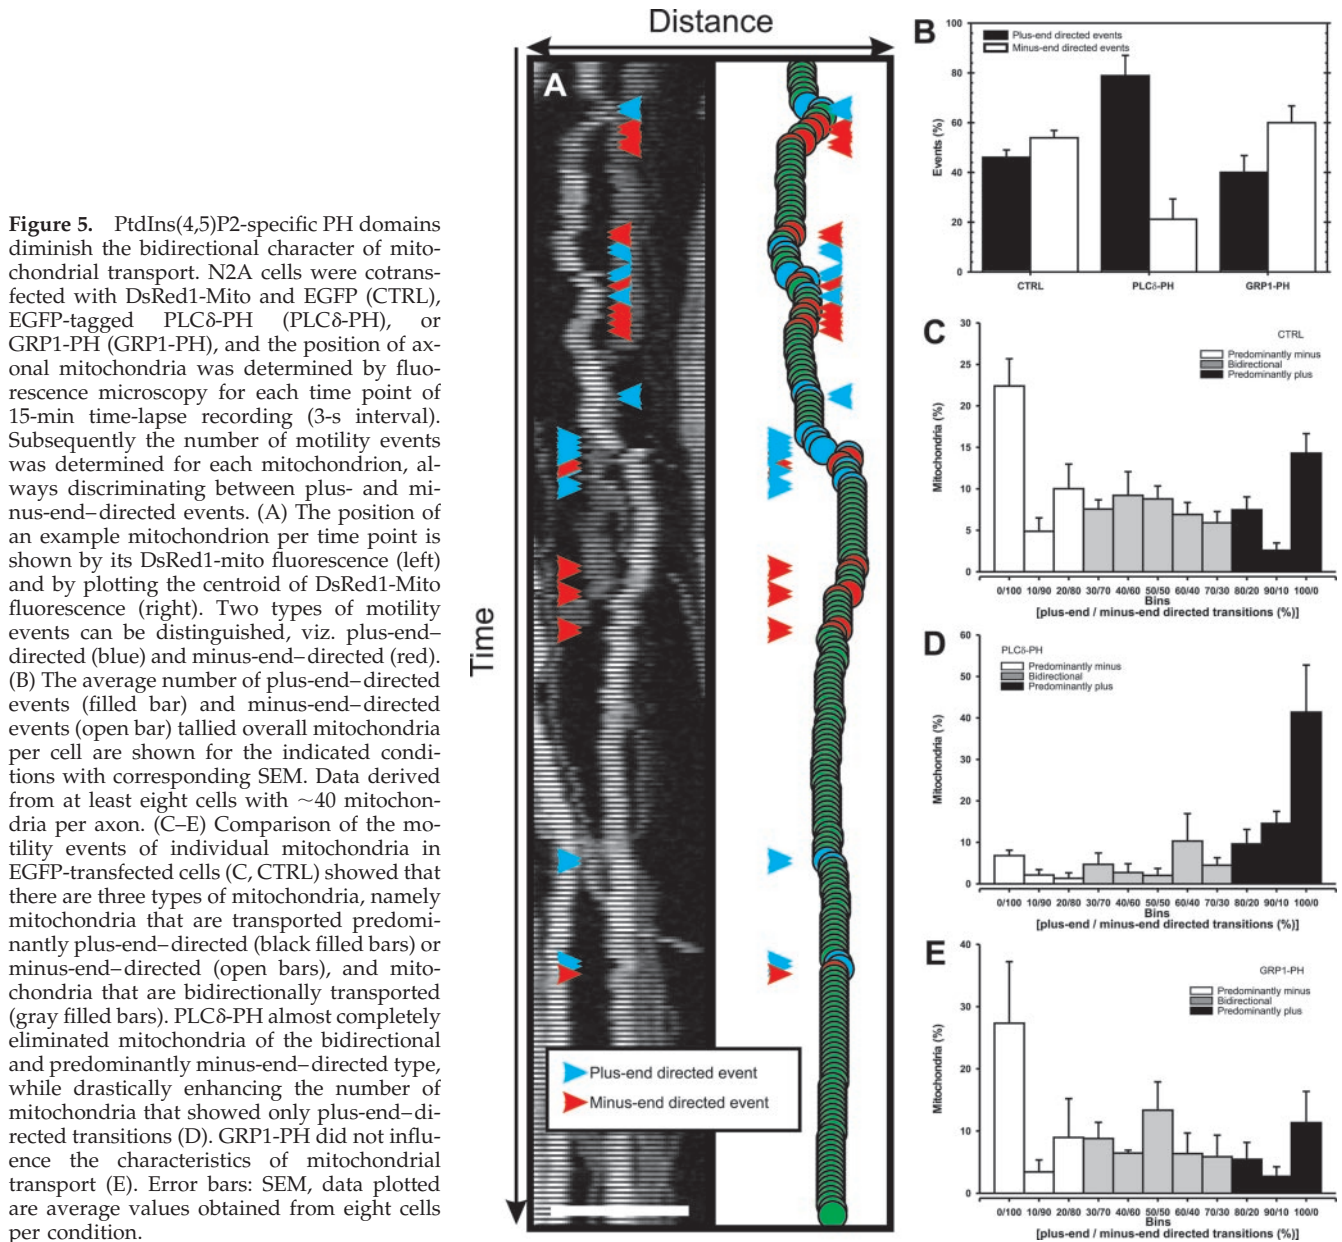 Figure 5. PtdIns(4,5)P2-specific PH domains
diminish the bidirectional character of mito-
chondrial transport. N2A cells were cotrans-
fected with DsRed1-Mito and EGFP (CTRL),
EGFP-tagged PLCδ-PH (PLCδ-PH), or
GRP1-PH (GRP1-PH), and the position of ax-
onal mitochondria was determined by fluo-
rescence microscopy for each time point of
15-min time-lapse recording (3-s interval).
Subsequently the number of motility events
was determined for each mitochondrion, al-
ways discriminating between plus- and mi-
nus-end–directed events. (A) The position of
an example mitochondrion per time point is
shown by its DsRed1-mito fluorescence (left)
and by plotting the centroid of DsRed1-Mito
fluorescence (right). Two types of motility
events can be distinguished, viz. plus-end–
directed (blue) and minus-end–directed (red).
(B) The average number of plus-end–directed
events (filled bar) and minus-end–directed
events (open bar) tallied overall mitochondria
per cell are shown for the indicated condi-
tions with corresponding SEM. Data derived
from at least eight cells with ~40 mitochon-
dria per axon. (C–E) Comparison of the mo-
tility events of individual mitochondria in
EGFP-transfected cells (C, CTRL) showed that
there are three types of mitochondria, namely
mitochondria that are transported predomi-
nantly plus-end–directed (black filled bars) or
minus-end–directed (open bars), and mito-
chondria that are bidirectionally transported
(gray filled bars). PLCδ-PH almost completely
eliminated mitochondria of the bidirectional
and predominantly minus-end–directed type,
while drastically enhancing the number of
mitochondria that showed only plus-end–di-
rected transitions (D). GRP1-PH did not influ-
ence the characteristics of mitochondrial
transport (E). Error bars: SEM, data plotted
are average values obtained from eight cells
per condition.
Distance
Time
A
Plus-end directed event
Minus-end directed event
B
Plus-end directed events
Minus-end directed events
Events (%)
100
80
60
40
20
0
CTRL PLCδ-PH GRP1-PH
C
CTRL
Predominantly minus
Bidirectional
Predominantly plus
Mitochondria (%)
30
25
20
15
10
5
0
0/100 10/90 20/80 30/70 40/60 50/50 60/40 70/30 80/20 90/10 100/0
Bins
[plus-end / minus-end directed transitions (%)]
D
PLCδ-PH
Predominantly minus
Bidirectional
Predominantly plus
Mitochondria (%)
60
50
40
30
20
10
0
0/100 10/90 20/80 30/70 40/60 50/50 60/40 70/30 80/20 90/10 100/0
Bins
[plus-end / minus-end directed transitions (%)]
E
GRP1-PH
Predominantly minus
Bidirectional
Predominantly plus
Mitochondria (%)
40
30
20
10
0
0/100 10/90 20/80 30/70 40/60 50/50 60/40 70/30 80/20 90/10 100/0
Bins
[plus-end / minus-end directed transitions (%)]